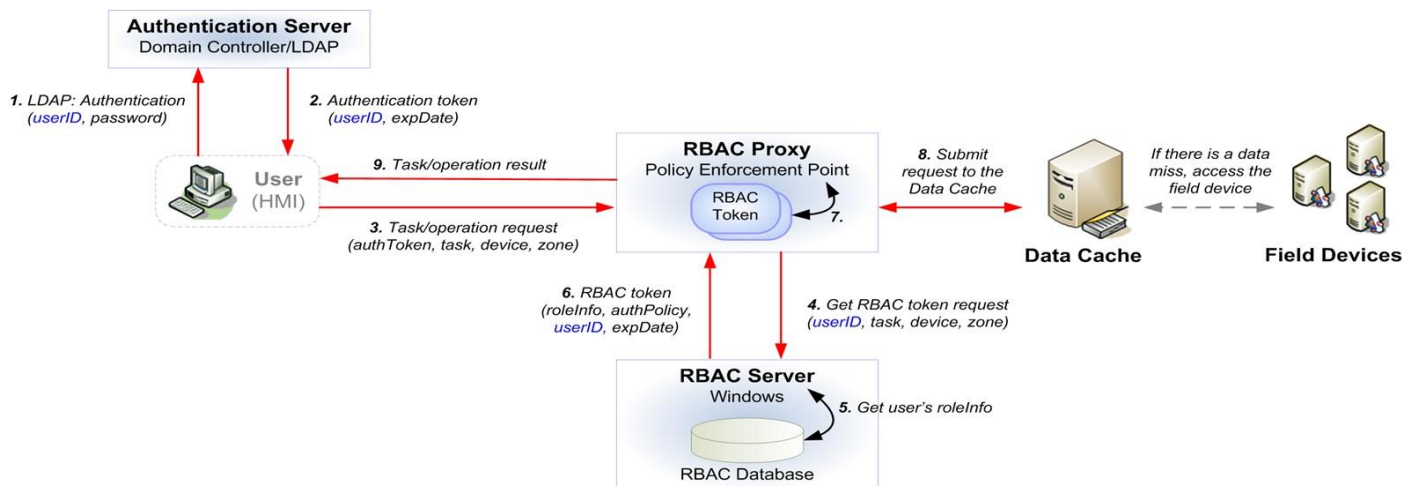 Authentication Server
Domain Controller/LDAP
1. LDAP: Authentication
(userID, password)
2. Authentication token
(userID, expDate)
User
(HMI)
9. Task/operation result
3. Task/operation request
(authToken, task, device, zone)
RBAC Proxy
Policy Enforcement Point
RBAC
Token
7.
8. Submit
request to the
Data Cache
Data Cache
If there is a data
miss, access the
field device
Field Devices
6. RBAC token
(roleInfo, authPolicy,
userID, expDate)
4. Get RBAC token request
(userID, task, device, zone)
RBAC Server
Windows
5. Get user's roleInfo
RBAC Database